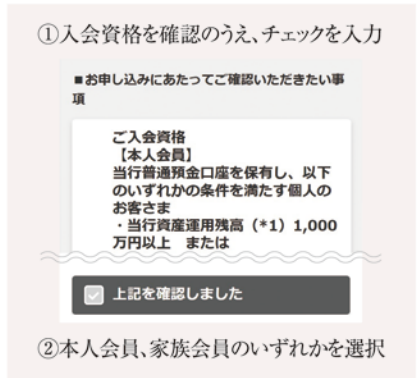 ①入会資格を確認のうえ、チェックを入力
■お申し込みにあたってご確認いただきたい事
項
ご入会資格
【本人会員】
当行普通預金口座を保有し、以下
のいずれかの条件を満たす個人の
お客さま
・当行資産運用残高（*1）1,000
万円以上　または
上記を確認しました
②本人会員、家族会員のいずれかを選択